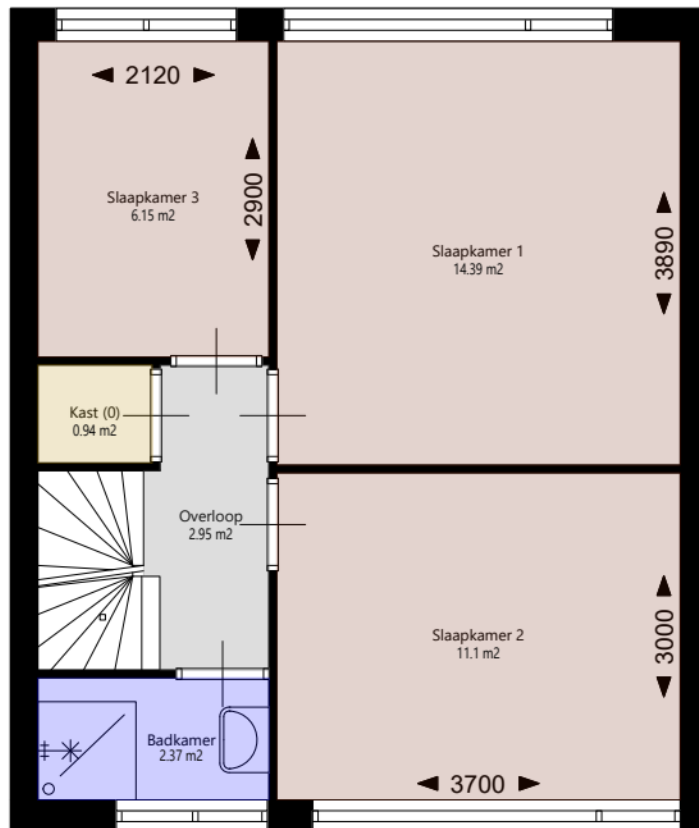 2120
2900
Slaapkamer 3
6.15 m2
Slaapkamer 1
14.39 m2
3890
Kast (0)
0.94 m2
Overloop
2.95 m2
Slaapkamer 2
11.1 m2
3000
Badkamer
2.37 m2
3700